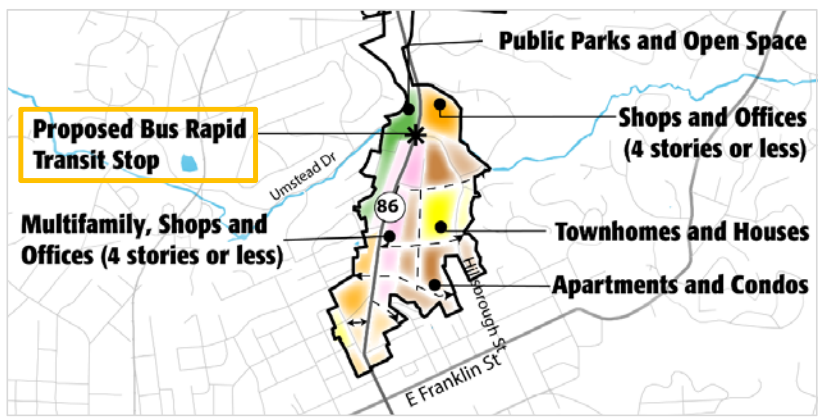 Public Parks and Open Space
Shops and Offices
(4 stories or less)
Proposed Bus Rapid
Transit Stop
Umstead Dr
86
Multifamily, Shops and
Offices (4 stories or less)
Townhomes and Houses
Apartments and Condos
Hillsborough St
E Franklin St